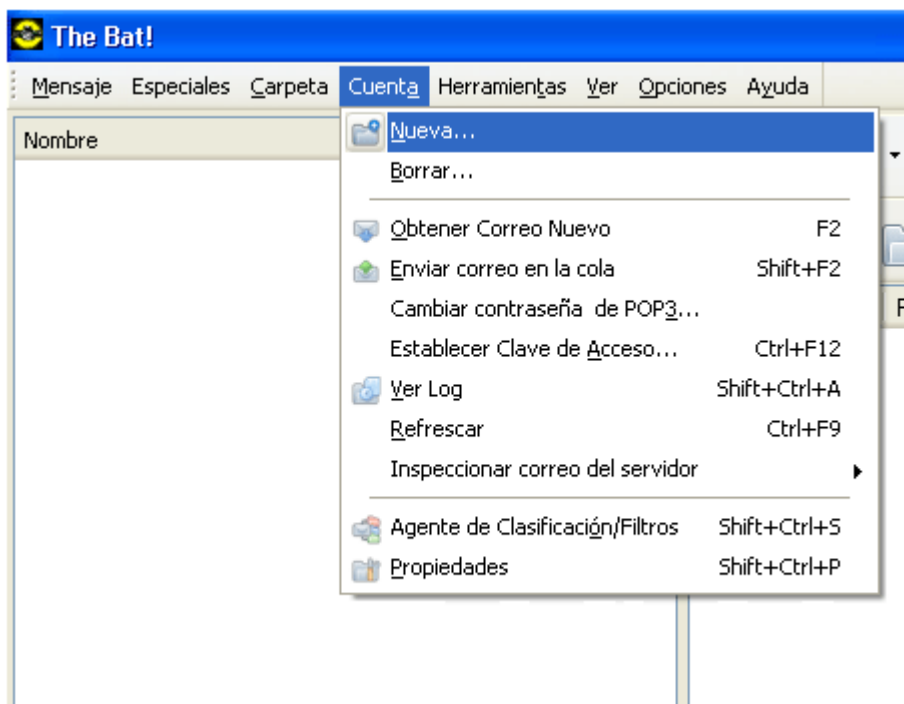 The Bat!
Mensaje Especiales Carpeta Cuenta Herramientas Ver Opciones Ayuda
Nombre
Nueva...
Borrar...
Obtener Correo Nuevo F2
Enviar correo en la cola Shift+F2
Cambiar contraseña de POP3...
Establecer Clave de Acceso... Ctrl+F12
Ver Log Shift+Ctrl+A
Refrescar Ctrl+F9
Inspeccionar correo del servidor
Agente de Clasificación/Filtros Shift+Ctrl+S
Propiedades Shift+Ctrl+P